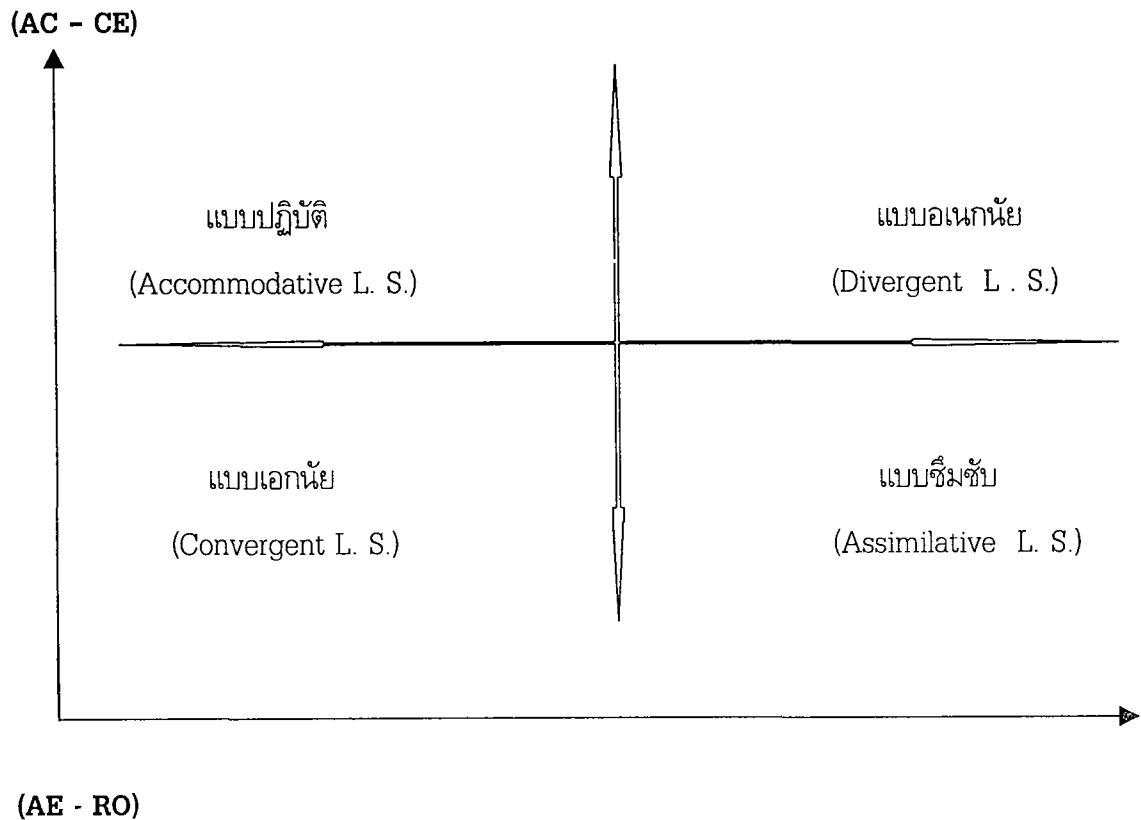 (AC – CE)
แบบปฏิบัติ
(Accommodative L. S.)
แบบอเนกนัย
(Divergent L . S.)
แบบเอกนัย
(Convergent L. S.)
แบบซึมซับ
(Assimilative L. S.)
(AE - RO)